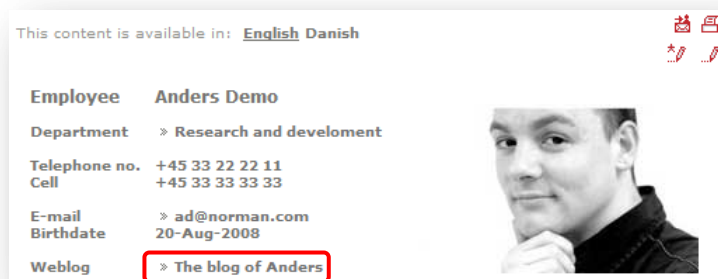 This content is available in: English Danish
Employee Anders Demo
Department » Research and develoment
Telephone no. +45 33 22 22 11
Cell +45 33 33 33 33
E-mail » ad@norman.com
Birthdate 20-Aug-2008
Weblog » The blog of Anders